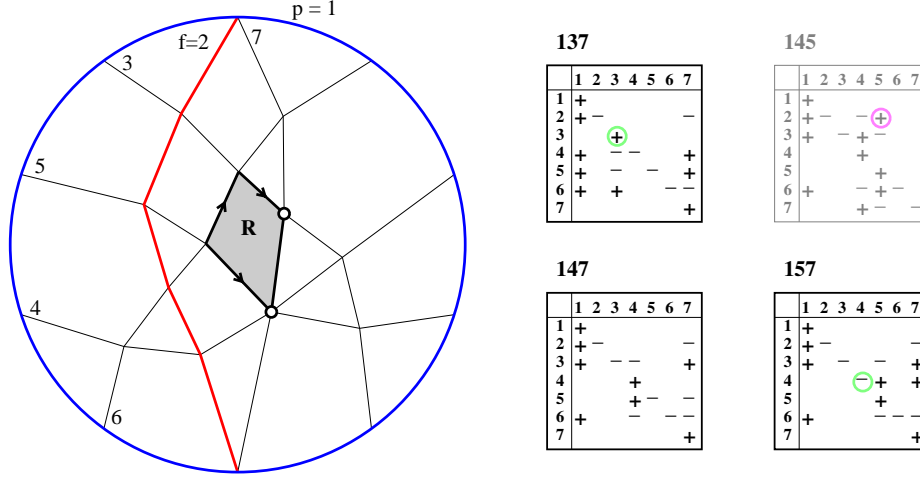 p = 1
f=2
7
3
5
R
4
6
137
1 2 3 4 5 6 7
1 +
2 + − −
3 +
4 + − − +
5 + − − +
6 + + − −
7 +
145
1 2 3 4 5 6 7
1 +
2 + − − +
3 + − + −
4 +
5 +
6 + − + −
7 + − −
147
1 2 3 4 5 6 7
1 +
2 + − −
3 + − − +
4 +
5 + − −
6 + − − −
7 +
157
1 2 3 4 5 6 7
1 +
2 + − −
3 + − − +
4 − + +
5 +
6 + − − −
7 +